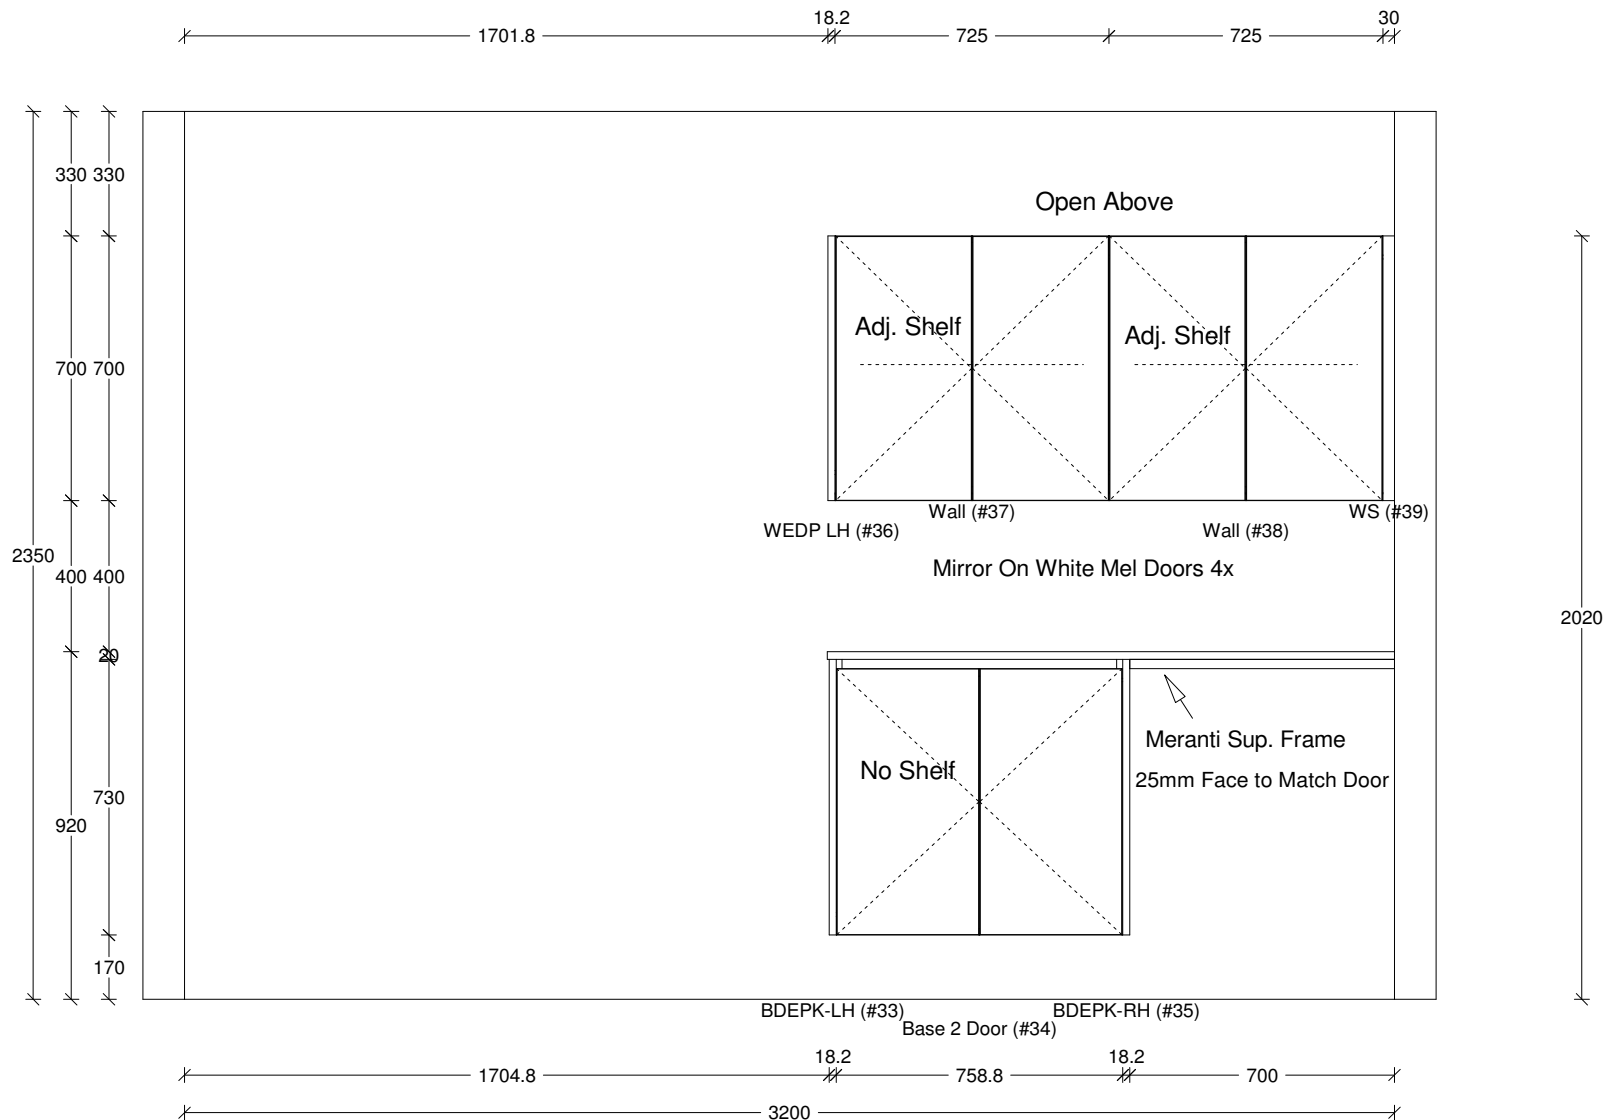 18.2 30
1701.8 725 725
330 330
Open Above
Adj. Shelf Adj. Shelf
700 700
Wall (#37) WS (#39)
WEDP LH (#36) Wall (#38)
2350
400 400
Mirror On White Mel Doors 4x
2020
20
Meranti Sup. Frame
No Shelf
25mm Face to Match Door
730
920
170
BDEPK-LH (#33) BDEPK-RH (#35)
Base 2 Door (#34)
18.2 18.2
1704.8 758.8 700
3200